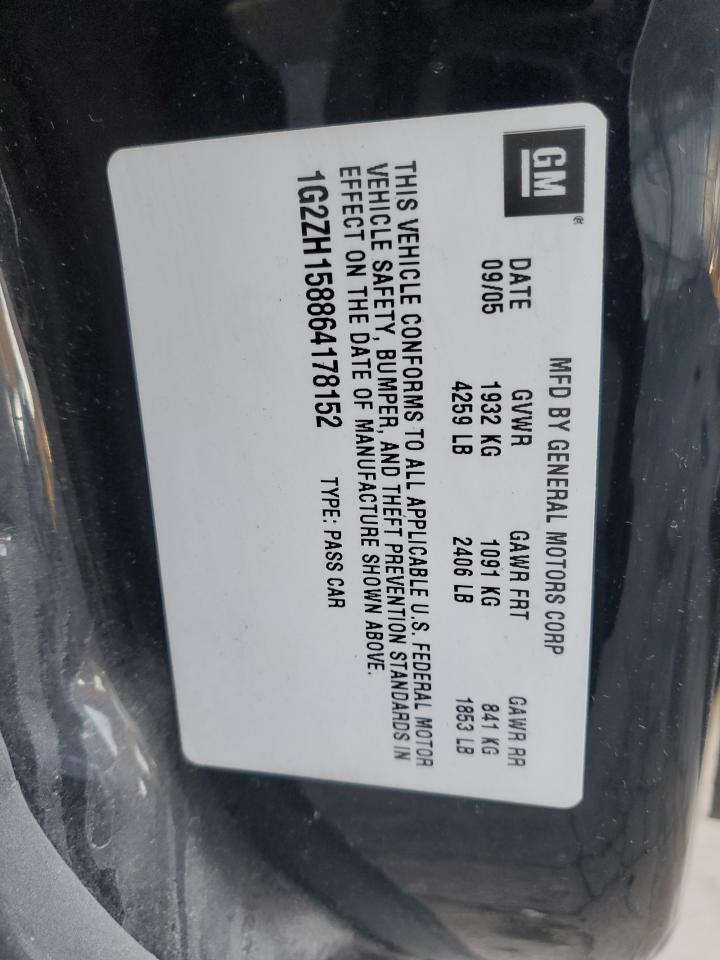 GM®
MFD BY GENERAL MOTORS CORP
DATE GVWR GAWR FRT GAWR RR
09/05 1932 KG 1091 KG 841 KG
4259 LB 2406 LB 1853 LB
THIS VEHICLE CONFORMS TO ALL APPLICABLE U.S. FEDERAL MOTOR
VEHICLE SAFETY, BUMPER, AND THEFT PREVENTION STANDARDS IN
EFFECT ON THE DATE OF MANUFACTURE SHOWN ABOVE.
1G2ZH158864178152 TYPE: PASS CAR